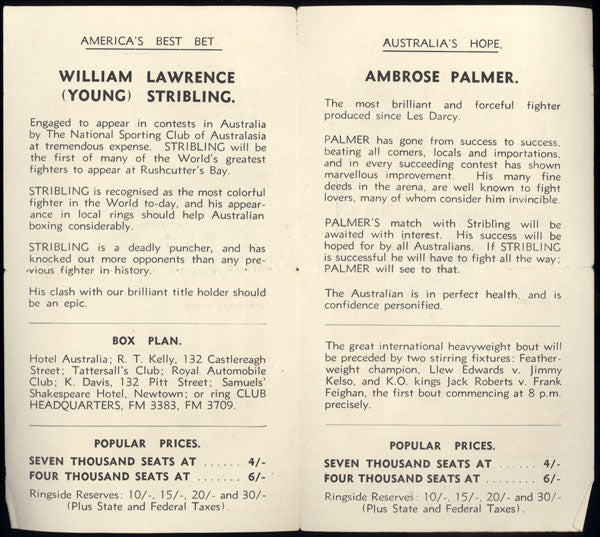 AMERICA'S BEST BET
WILLIAM LAWRENCE
(YOUNG) STRIBLING.
Engaged to appear in contests in Australia
by The National Sporting Club of Australasia
at tremendous expense. STRIBLING will be
the first of many of the World's greatest
fighters to appear at Rushcutter's Bay.
STRIBLING is recognised as the most colorful
fighter in the World to-day, and his appear-
ance in local rings should help Australian
boxing considerably.
STRIBLING is a deadly puncher, and has
knocked out more opponents than any pre-
vious fighter in history.
His clash with our brilliant title holder should
be an epic.
BOX PLAN.
Hotel Australia; R. T. Kelly, 132 Castlereagh
Street; Tattersall's Club; Royal Automobile
Club; K. Davis, 132 Pitt Street; Samuels'
Shakespeare Hotel, Newtown; or ring CLUB
HEADQUARTERS, FM 3383, FM 3709.
POPULAR PRICES.
SEVEN THOUSAND SEATS AT ...... 4/-
FOUR THOUSAND SEATS AT ...... 6/-
Ringside Reserves: 10/-, 15/-, 20/- and 30/-
(Plus State and Federal Taxes).
AUSTRALIA'S HOPE.
AMBROSE PALMER.
The most brilliant and forceful fighter
produced since Les Darcy.
PALMER has gone from success to success,
beating all comers, locals and importations,
and in every succeeding contest has shown
marvellous improvement. His many fine
deeds in the arena, are well known to fight
lovers, many of whom consider him invincible.
PALMER'S match with Stribling will be
awaited with interest. His success will be
hoped for by all Australians. If STRIBLING
is successful he will have to fight all the way;
PALMER will see to that.
The Australian is in perfect health, and is
confidence personified.
The great international heavyweight bout will
be preceded by two stirring fixtures: Feather-
weight champion, Llew Edwards v. Jimmy
Kelso, and K.O. kings Jack Roberts v. Frank
Feighan, the first bout commencing at 8 p.m.
precisely.
POPULAR PRICES.
SEVEN THOUSAND SEATS AT ....... 4/-
FOUR THOUSAND SEATS AT ....... 6/-
Ringside Reserves: 10/-, 15/-, 20/- and 30/-
(Plus State and Federal Taxes).